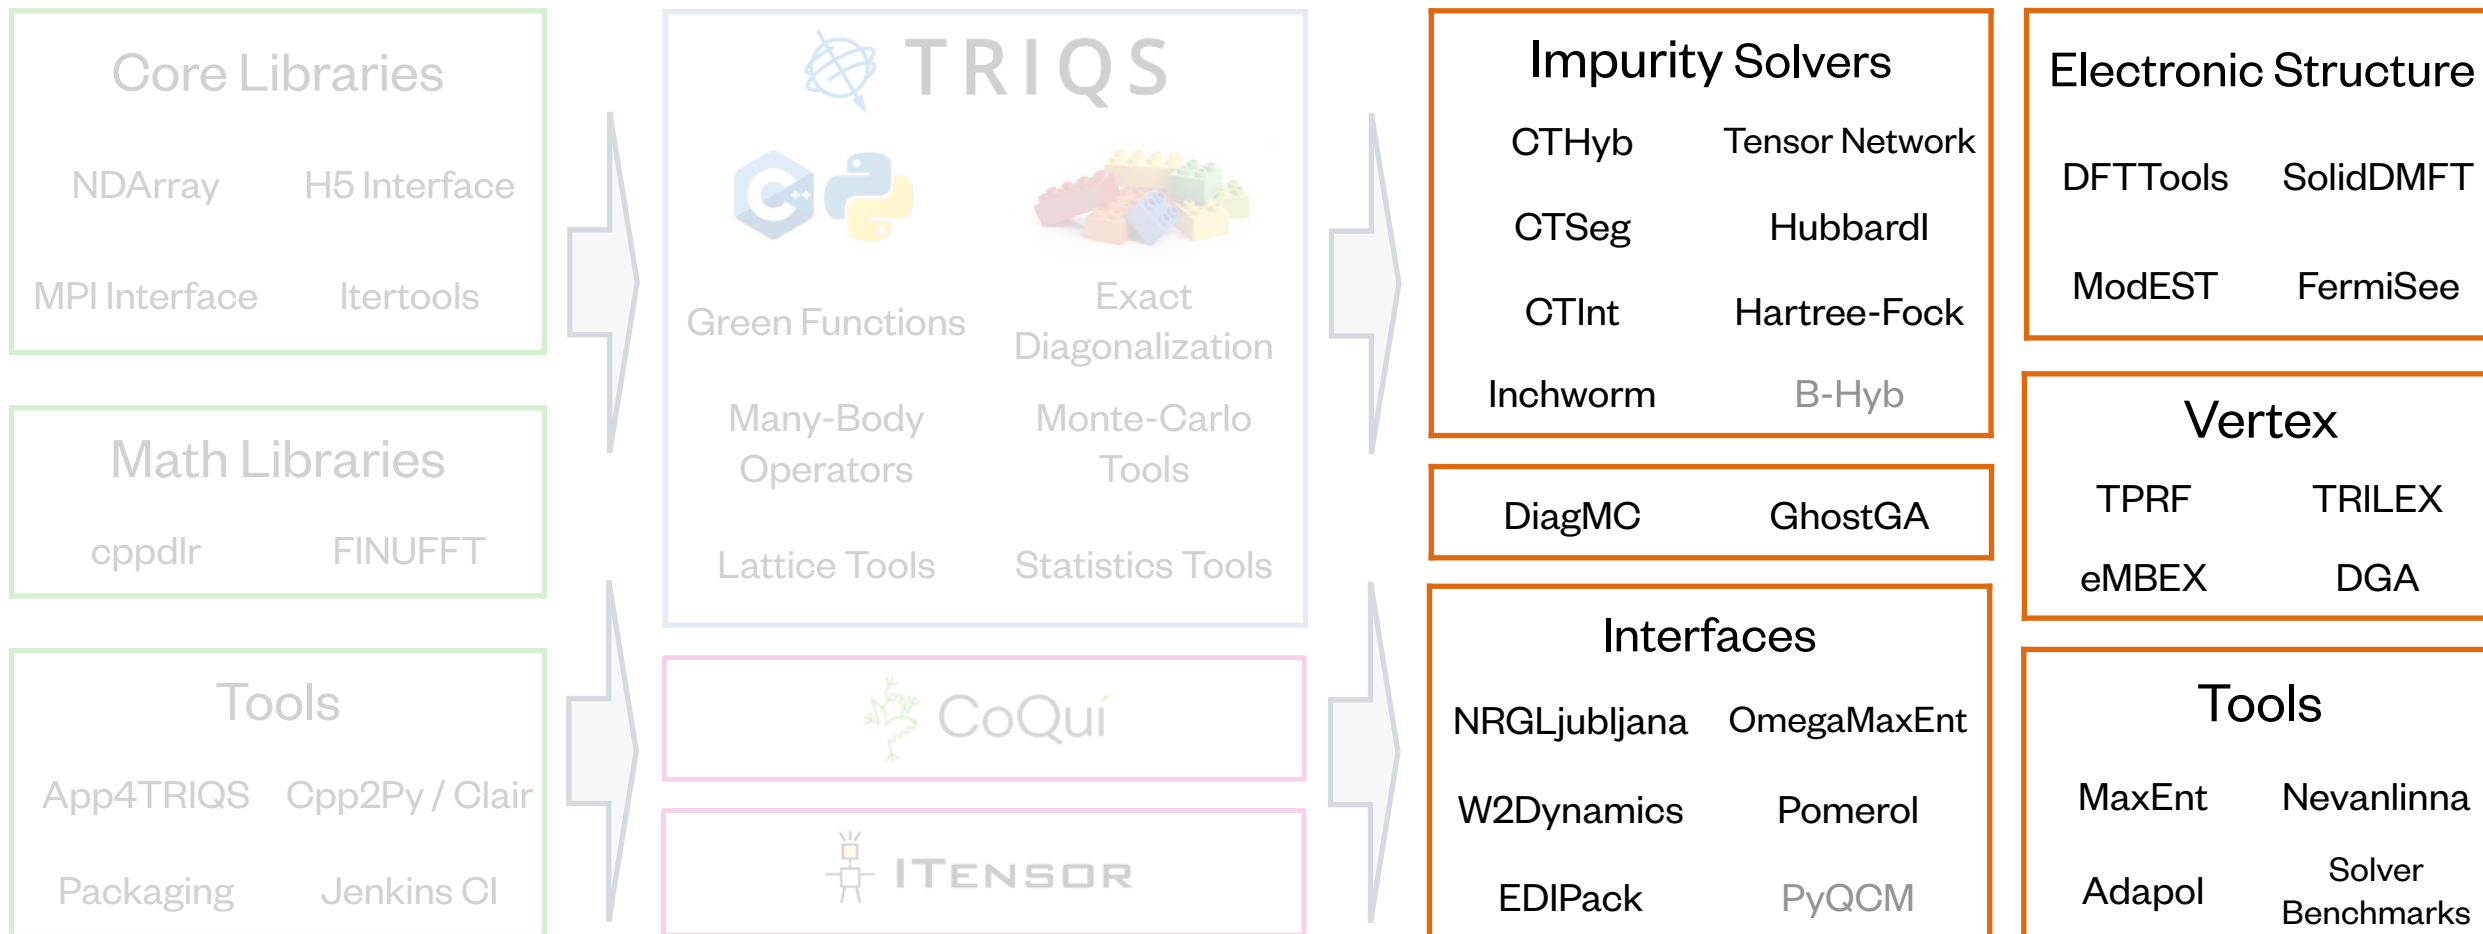 Core Libraries
NDArray H5 Interface
MPI Interface Itertools
Math Libraries
cppdlr FINUFFT
Tools
App4TRIQS Cpp2Py / Clair
Packaging Jenkins CI
TRIQS
C++
Green Functions
Exact
Diagonalization
Many-Body
Operators
Monte-Carlo
Tools
Lattice Tools Statistics Tools
CoQuí
ITENSOR
Impurity Solvers
CTHyb Tensor Network
CTSeg HubbardI
CTInt Hartree-Fock
Inchworm B-Hyb
DiagMC GhostGA
Interfaces
NRGLjubljana OmegaMaxEnt
W2Dynamics Pomerol
EDIPack PyQCM
Electronic Structure
DFTTools SolidDMFT
ModEST FermiSee
Vertex
TPRF TRILEX
eMBEX DGA
Tools
MaxEnt Nevanlinna
Adapol
Solver
Benchmarks